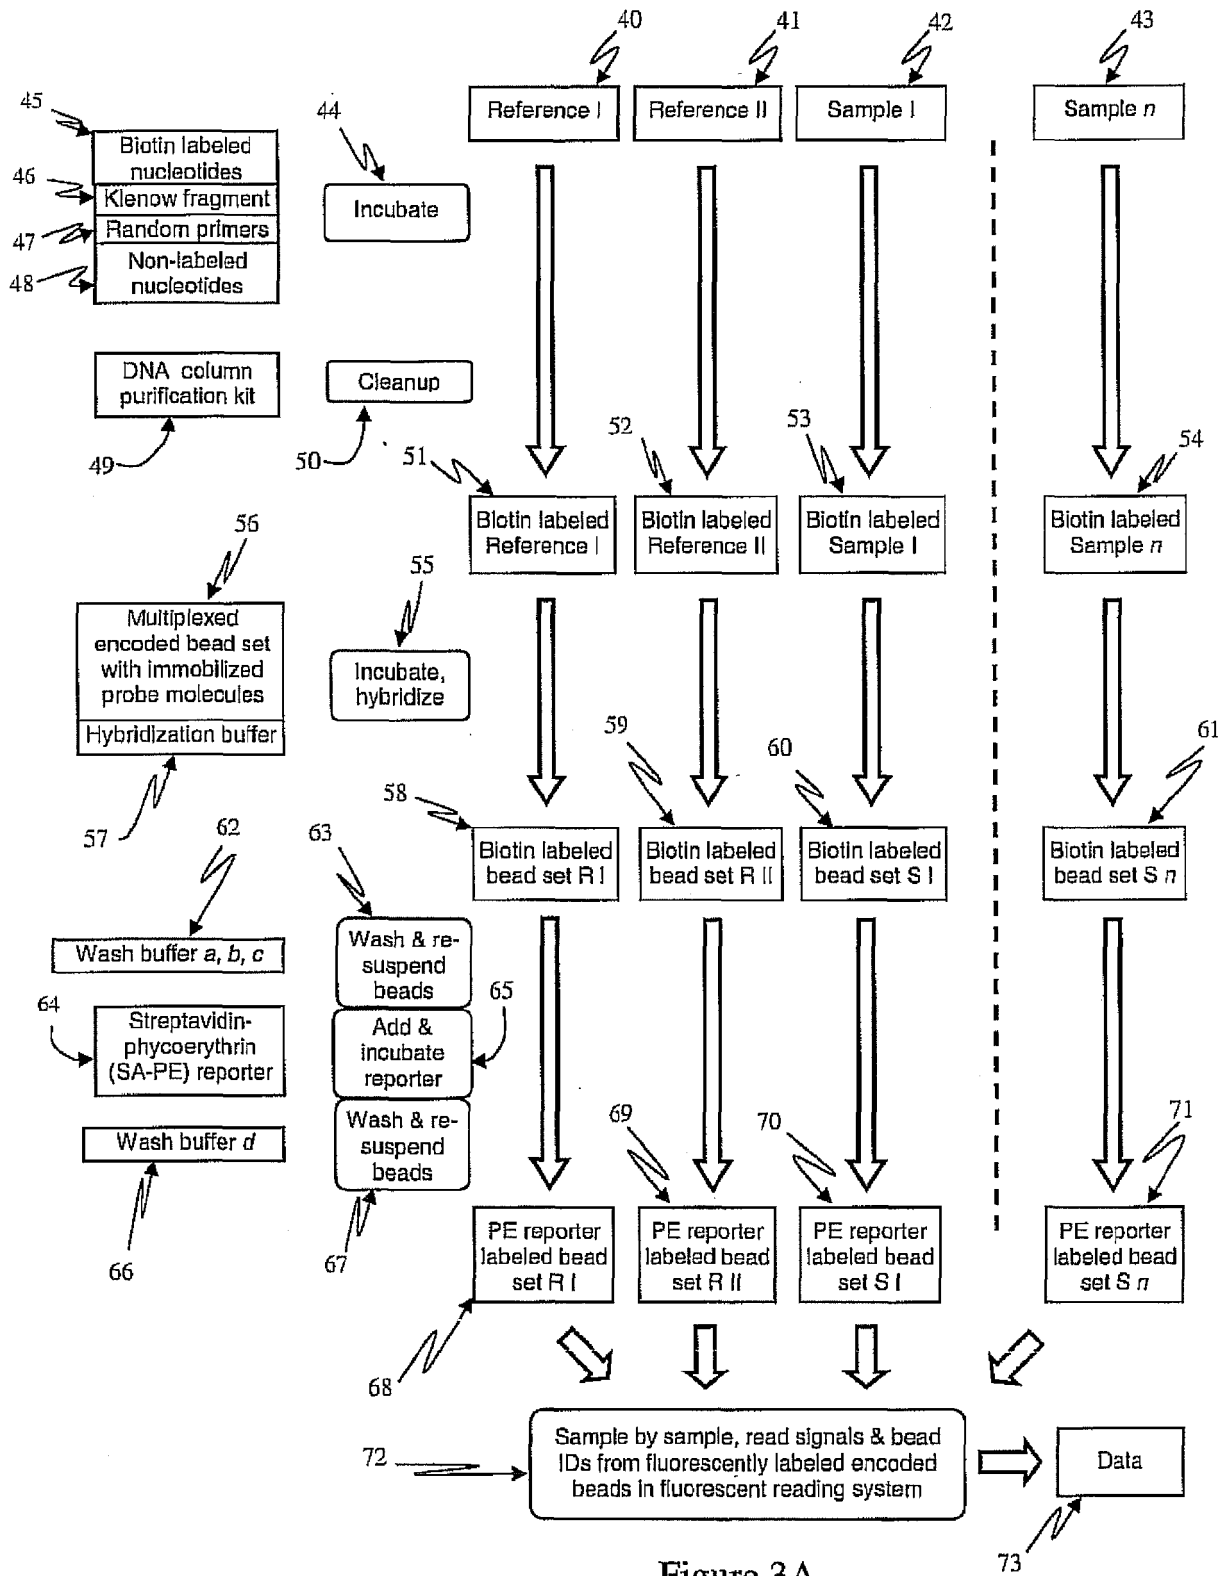 40
41
42
43
Reference I
Reference II
Sample I
Sample n
45
44
Biotin labeled
nucleotides
46
Klenow fragment
Incubate
47
Random primers
48
Non-labeled
nucleotides
DNA column
purification kit
Cleanup
49
50
51
52
53
54
Biotin labeled
Reference I
Biotin labeled
Reference II
Biotin labeled
Sample I
Biotin labeled
Sample n
56
55
Multiplexed
encoded bead set
with immobilized
probe molecules
Incubate,
hybridize
Hybridization buffer
57
58
59
60
61
Biotin labeled
bead set R I
Biotin labeled
bead set R II
Biotin labeled
bead set S I
Biotin labeled
bead set S n
62
63
Wash buffer a, b, c
Wash & re-
suspend
beads
64
65
Streptavidin-
phycoerythrin
(SA-PE) reporter
Add &
incubate
reporter
Wash buffer d
Wash & re-
suspend
beads
66
67
68
69
70
71
PE reporter
labeled bead
set R I
PE reporter
labeled bead
set R II
PE reporter
labeled bead
set S I
PE reporter
labeled bead
set S n
72
Sample by sample, read signals & bead
IDs from fluorescently labeled encoded
beads in fluorescent reading system
Data
73
Figure 3A